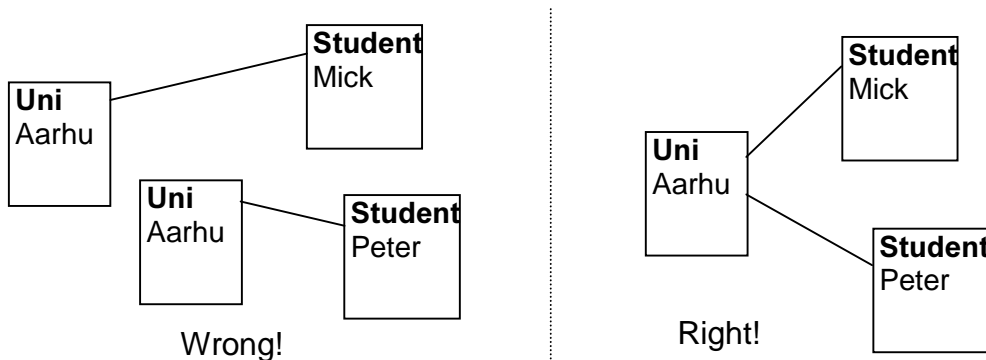 Uni
Aarhu
Student
Mick
Uni
Aarhu
Student
Peter
Wrong!
Uni
Aarhu
Student
Mick
Student
Peter
Right!